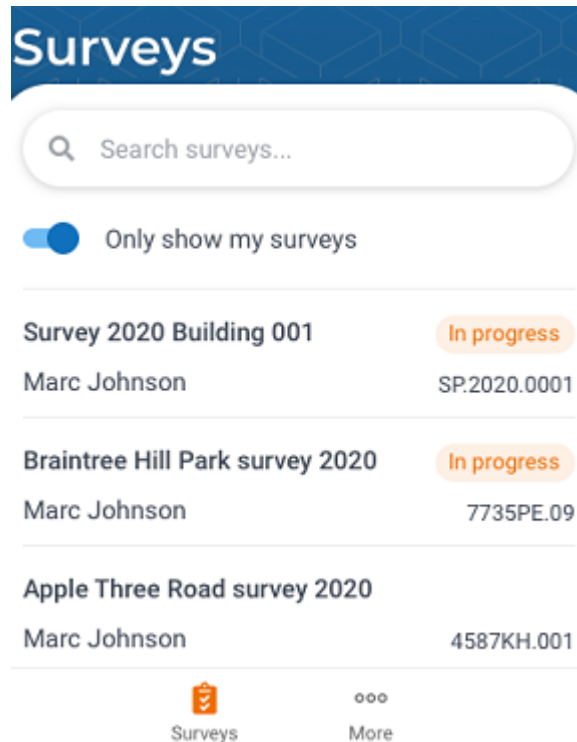 Surveys
Search surveys...
Only show my surveys
Survey 2020 Building 001 In progress
Marc Johnson SP.2020.0001
Braintree Hill Park survey 2020 In progress
Marc Johnson 7735PE.09
Apple Three Road survey 2020
Marc Johnson 4587KH.001
Surveys More